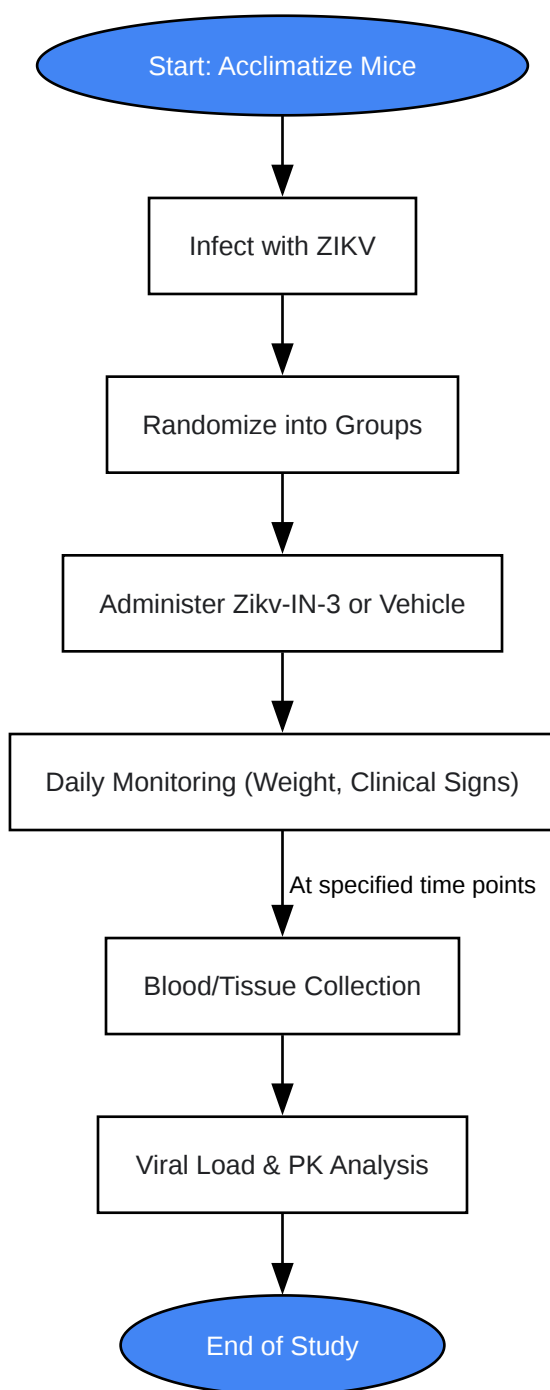 Start: Acclimatize Mice
Infect with ZIKV
Randomize into Groups
Administer Zikv-IN-3 or Vehicle
Daily Monitoring (Weight, Clinical Signs)
At specified time points
Blood/Tissue Collection
Viral Load & PK Analysis
End of Study